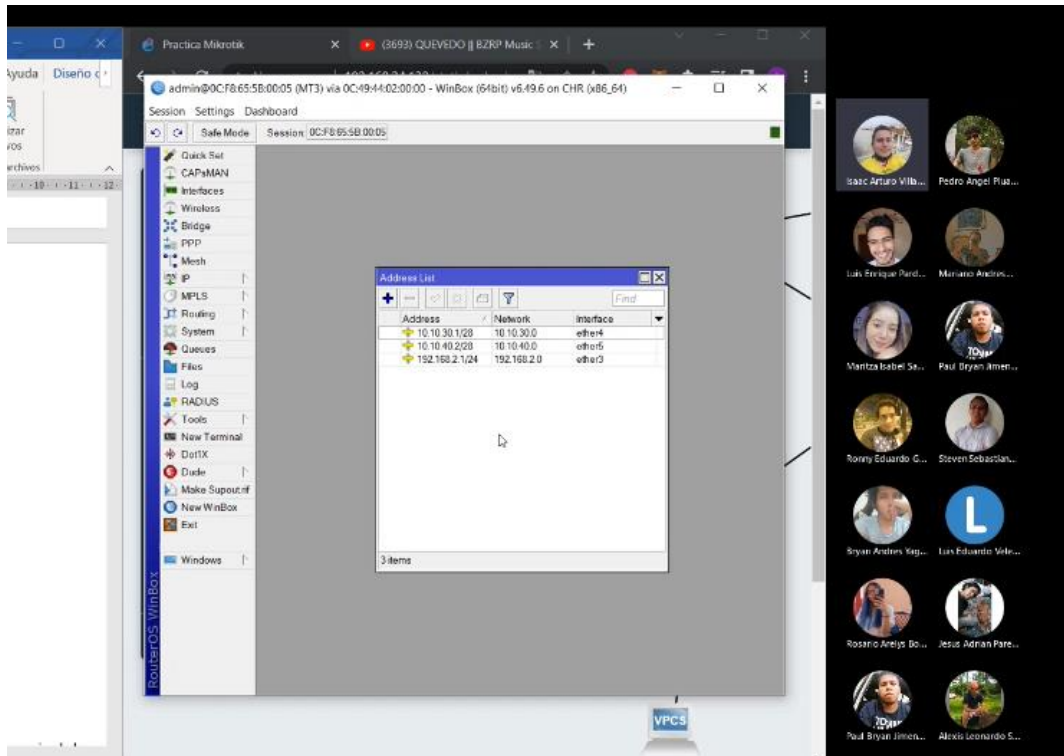 Practica Mikrotik
(3693) QUEVEDO || BZRP Music S
Ayuda Diseño c
admin@0C:F8:65:5B:00:05 (MT3) via 0C:49:44:02:00:00 - WinBox (64bit) v6.49.6 on CHR (x86_64)
Session Settings Dashboard
Safe Mode Session: 0C:F8:65:5B:00:05
izar
vos
archivos
10 11 12
Quick Set
CAPsMAN
Interfaces
Wireless
Bridge
PPP
Mesh
IP
MPLS
Routing
System
Queues
Files
Log
RADIUS
Tools
New Terminal
Dot1X
Dude
Make Supout.rif
New WinBox
Exit
Windows
RouterOS WinBox
Address List
Find
Address Network Interface
10.10.30.1/28 10.10.30.0 ether4
10.10.40.2/28 10.10.40.0 ether5
192.168.2.1/24 192.168.2.0 ether3
3 items
VPCS
Isaac Arturo Villa... Pedro Angel Plua...
Luis Enrique Pard... Mariano Andres...
Maritza Isabel Sa... Paul Bryan Jimen...
Ronny Eduardo G... Steven Sebastian...
L
Bryan Andres Yag... Luis Eduardo Vele...
Rosario Arelys Bo... Jesus Adrian Pare...
Paul Bryan Jimen... Alexis Leonardo S...